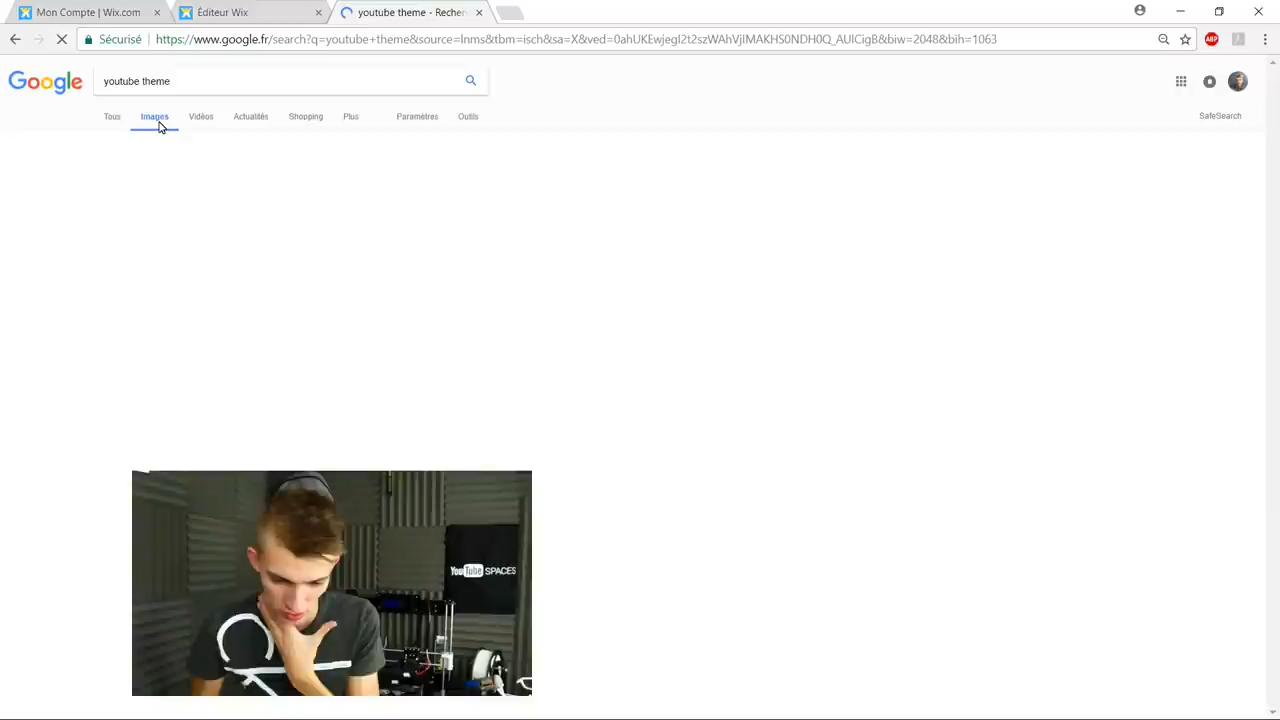 Mon Compte | Wix.com
Éditeur Wix
youtube theme - Recher
Sécurisé
https://www.google.fr/search?q=youtube+theme&source=lnms&tbm=isch&sa=X&ved=0ahUKEwjegI2t2szWAhVjIMAKHS0NDH0Q_AUICigB&biw=2048&bih=1063
ABP
Google
youtube theme
Tous
Images
Vidéos
Actualités
Shopping
Plus
Paramètres
Outils
SafeSearch
YouTube SPACES